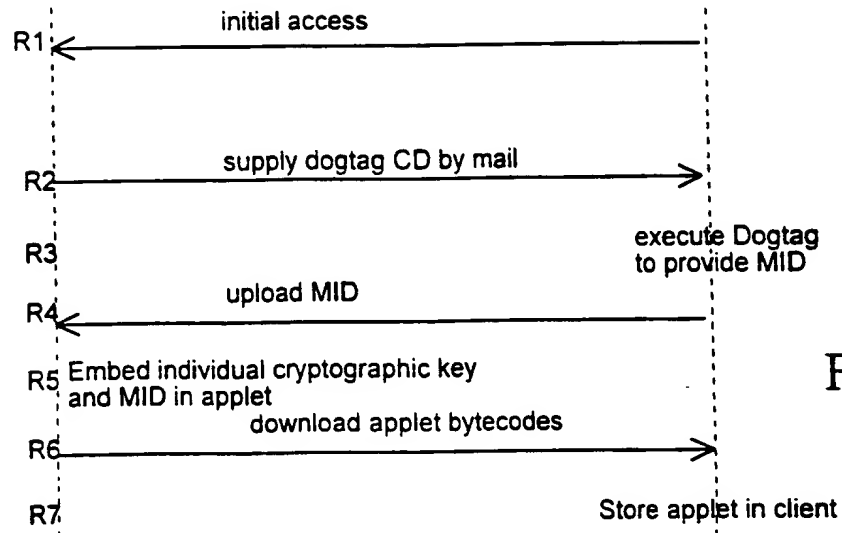 initial access
R1
supply dogtag CD by mail
R2
execute Dogtag
to provide MID
R3
upload MID
R4
R5 Embed individual cryptographic key
and MID in applet
F
download applet bytecodes
R6
R7 Store applet in client